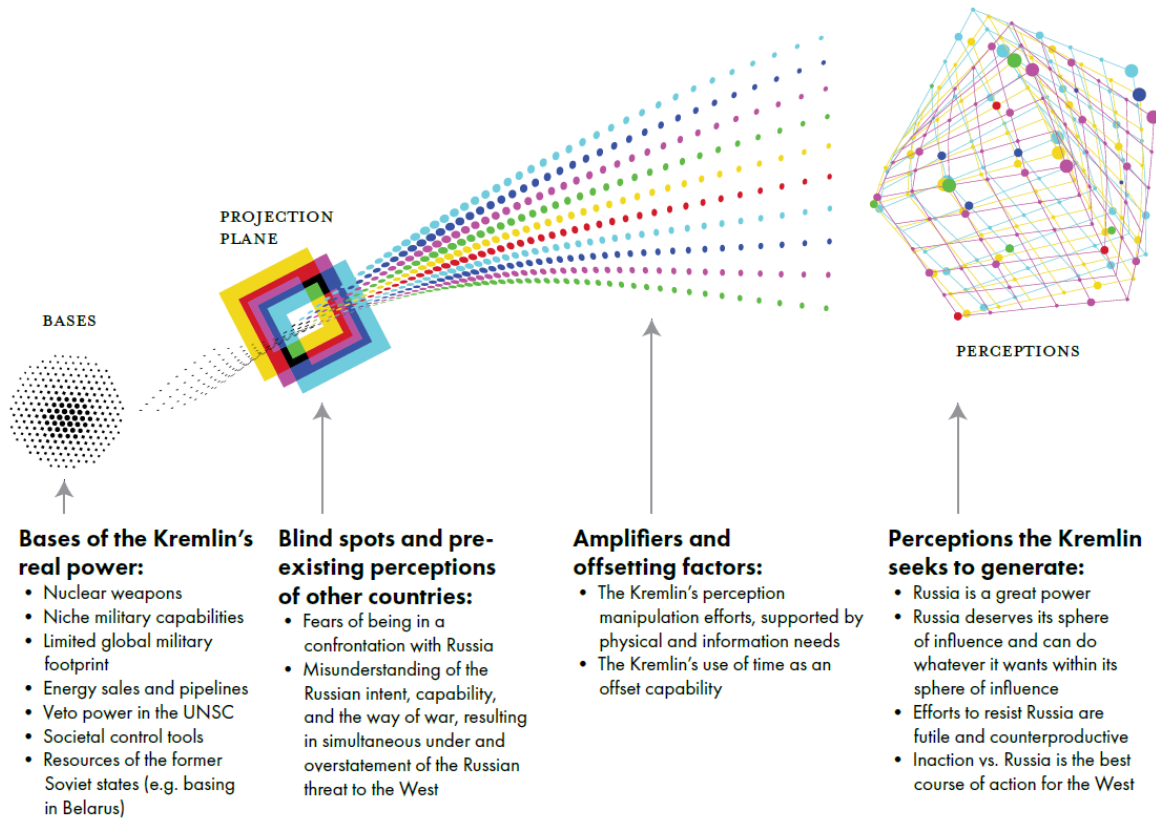 PROJECTION
PLANE
BASES
PERCEPTIONS
Bases of the Kremlin's
real power:
• Nuclear weapons
• Niche military capabilities
• Limited global military
footprint
• Energy sales and pipelines
• Veto power in the UNSC
• Societal control tools
• Resources of the former
Soviet states (e.g. basing
in Belarus)
Blind spots and pre-
existing perceptions
of other countries:
• Fears of being in a
confrontation with Russia
• Misunderstanding of the
Russian intent, capability,
and the way of war, resulting
in simultaneous under and
overstatement of the Russian
threat to the West
Amplifiers and
offsetting factors:
• The Kremlin's perception
manipulation efforts, supported by
physical and information needs
• The Kremlin's use of time as an
offset capability
Perceptions the Kremlin
seeks to generate:
• Russia is a great power
• Russia deserves its sphere
of influence and can do
whatever it wants within its
sphere of influence
• Efforts to resist Russia are
futile and counterproductive
• Inaction vs. Russia is the best
course of action for the West